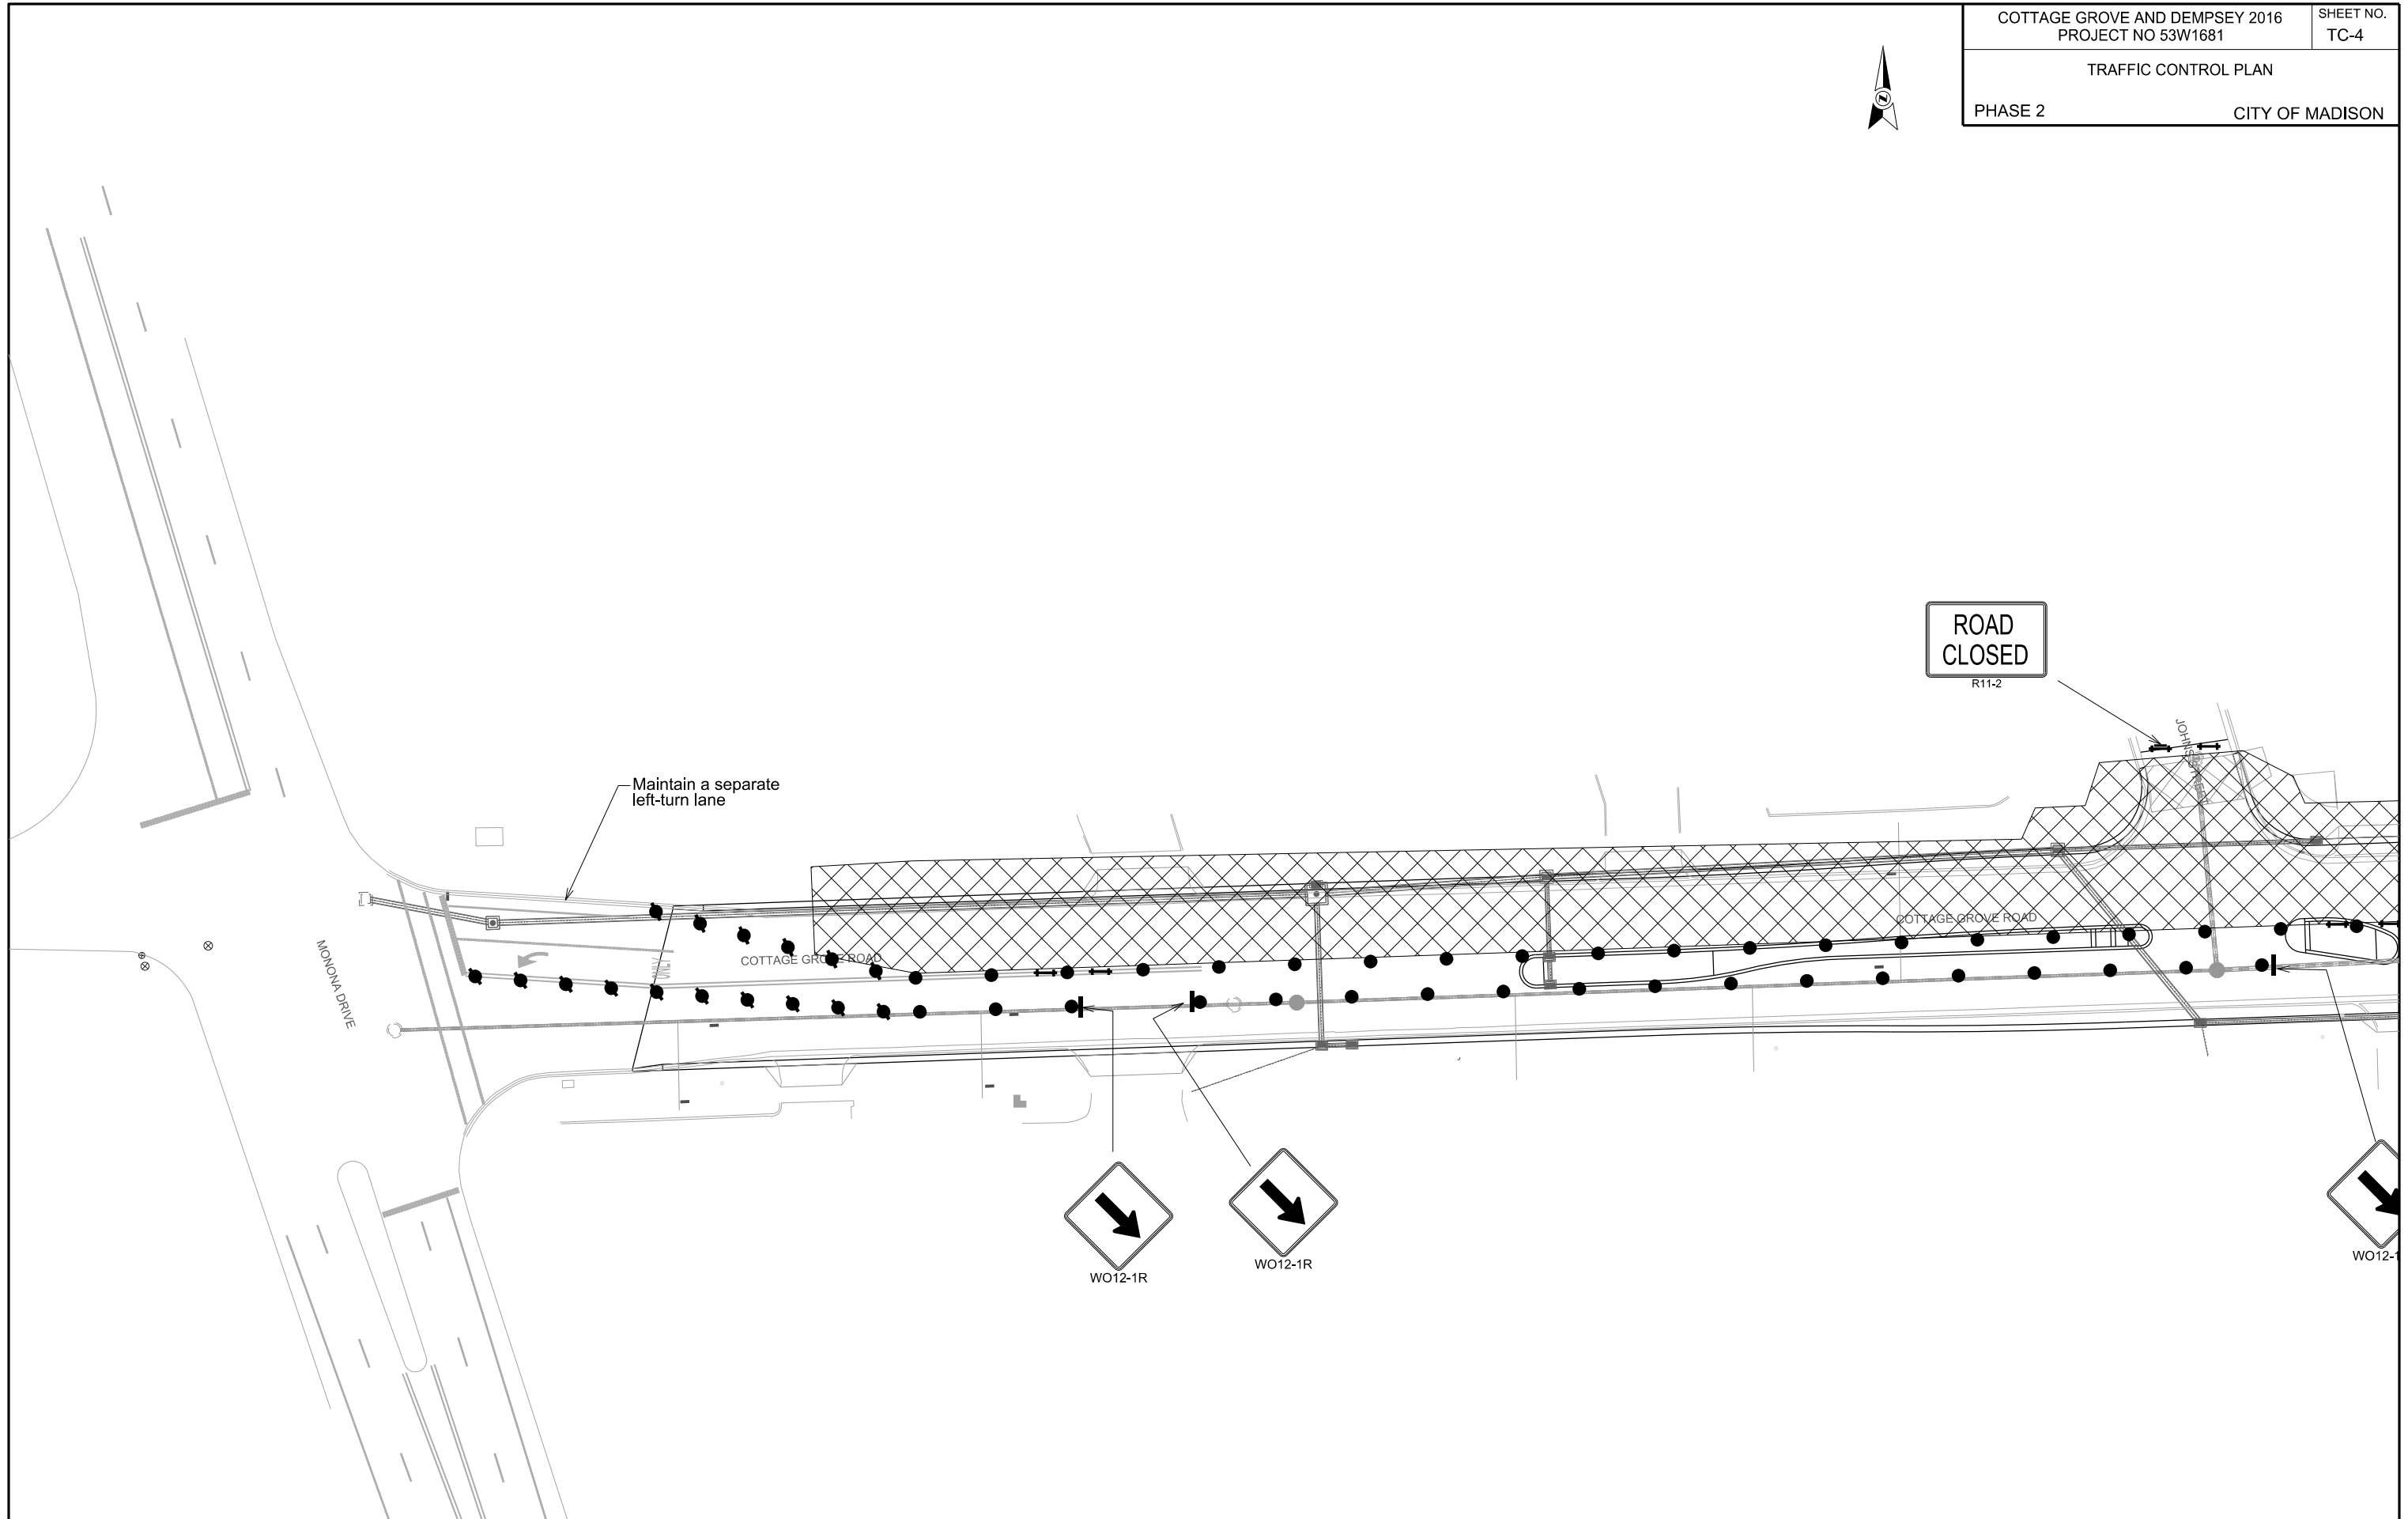 COTTAGE GROVE AND DEMPSEY 2016
PROJECT NO 53W1681
SHEET NO.
TC-4
TRAFFIC CONTROL PLAN
PHASE 2
CITY OF MADISON
ROAD
CLOSED
R11-2
Maintain a separate
left-turn lane
COTTAGE GROVE ROAD
COTTAGE GROVE ROAD
MONONA DRIVE
WO12-1R
WO12-1R
WO12-1